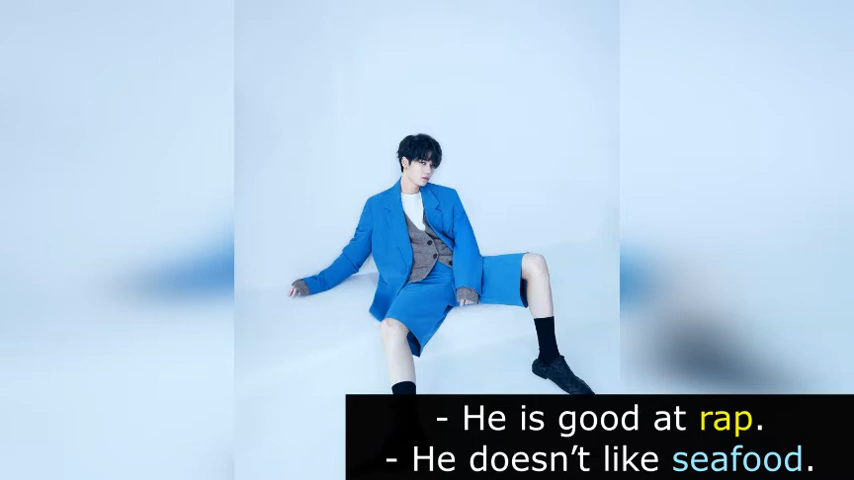 - He is good at rap.
- He doesn’t like seafood.